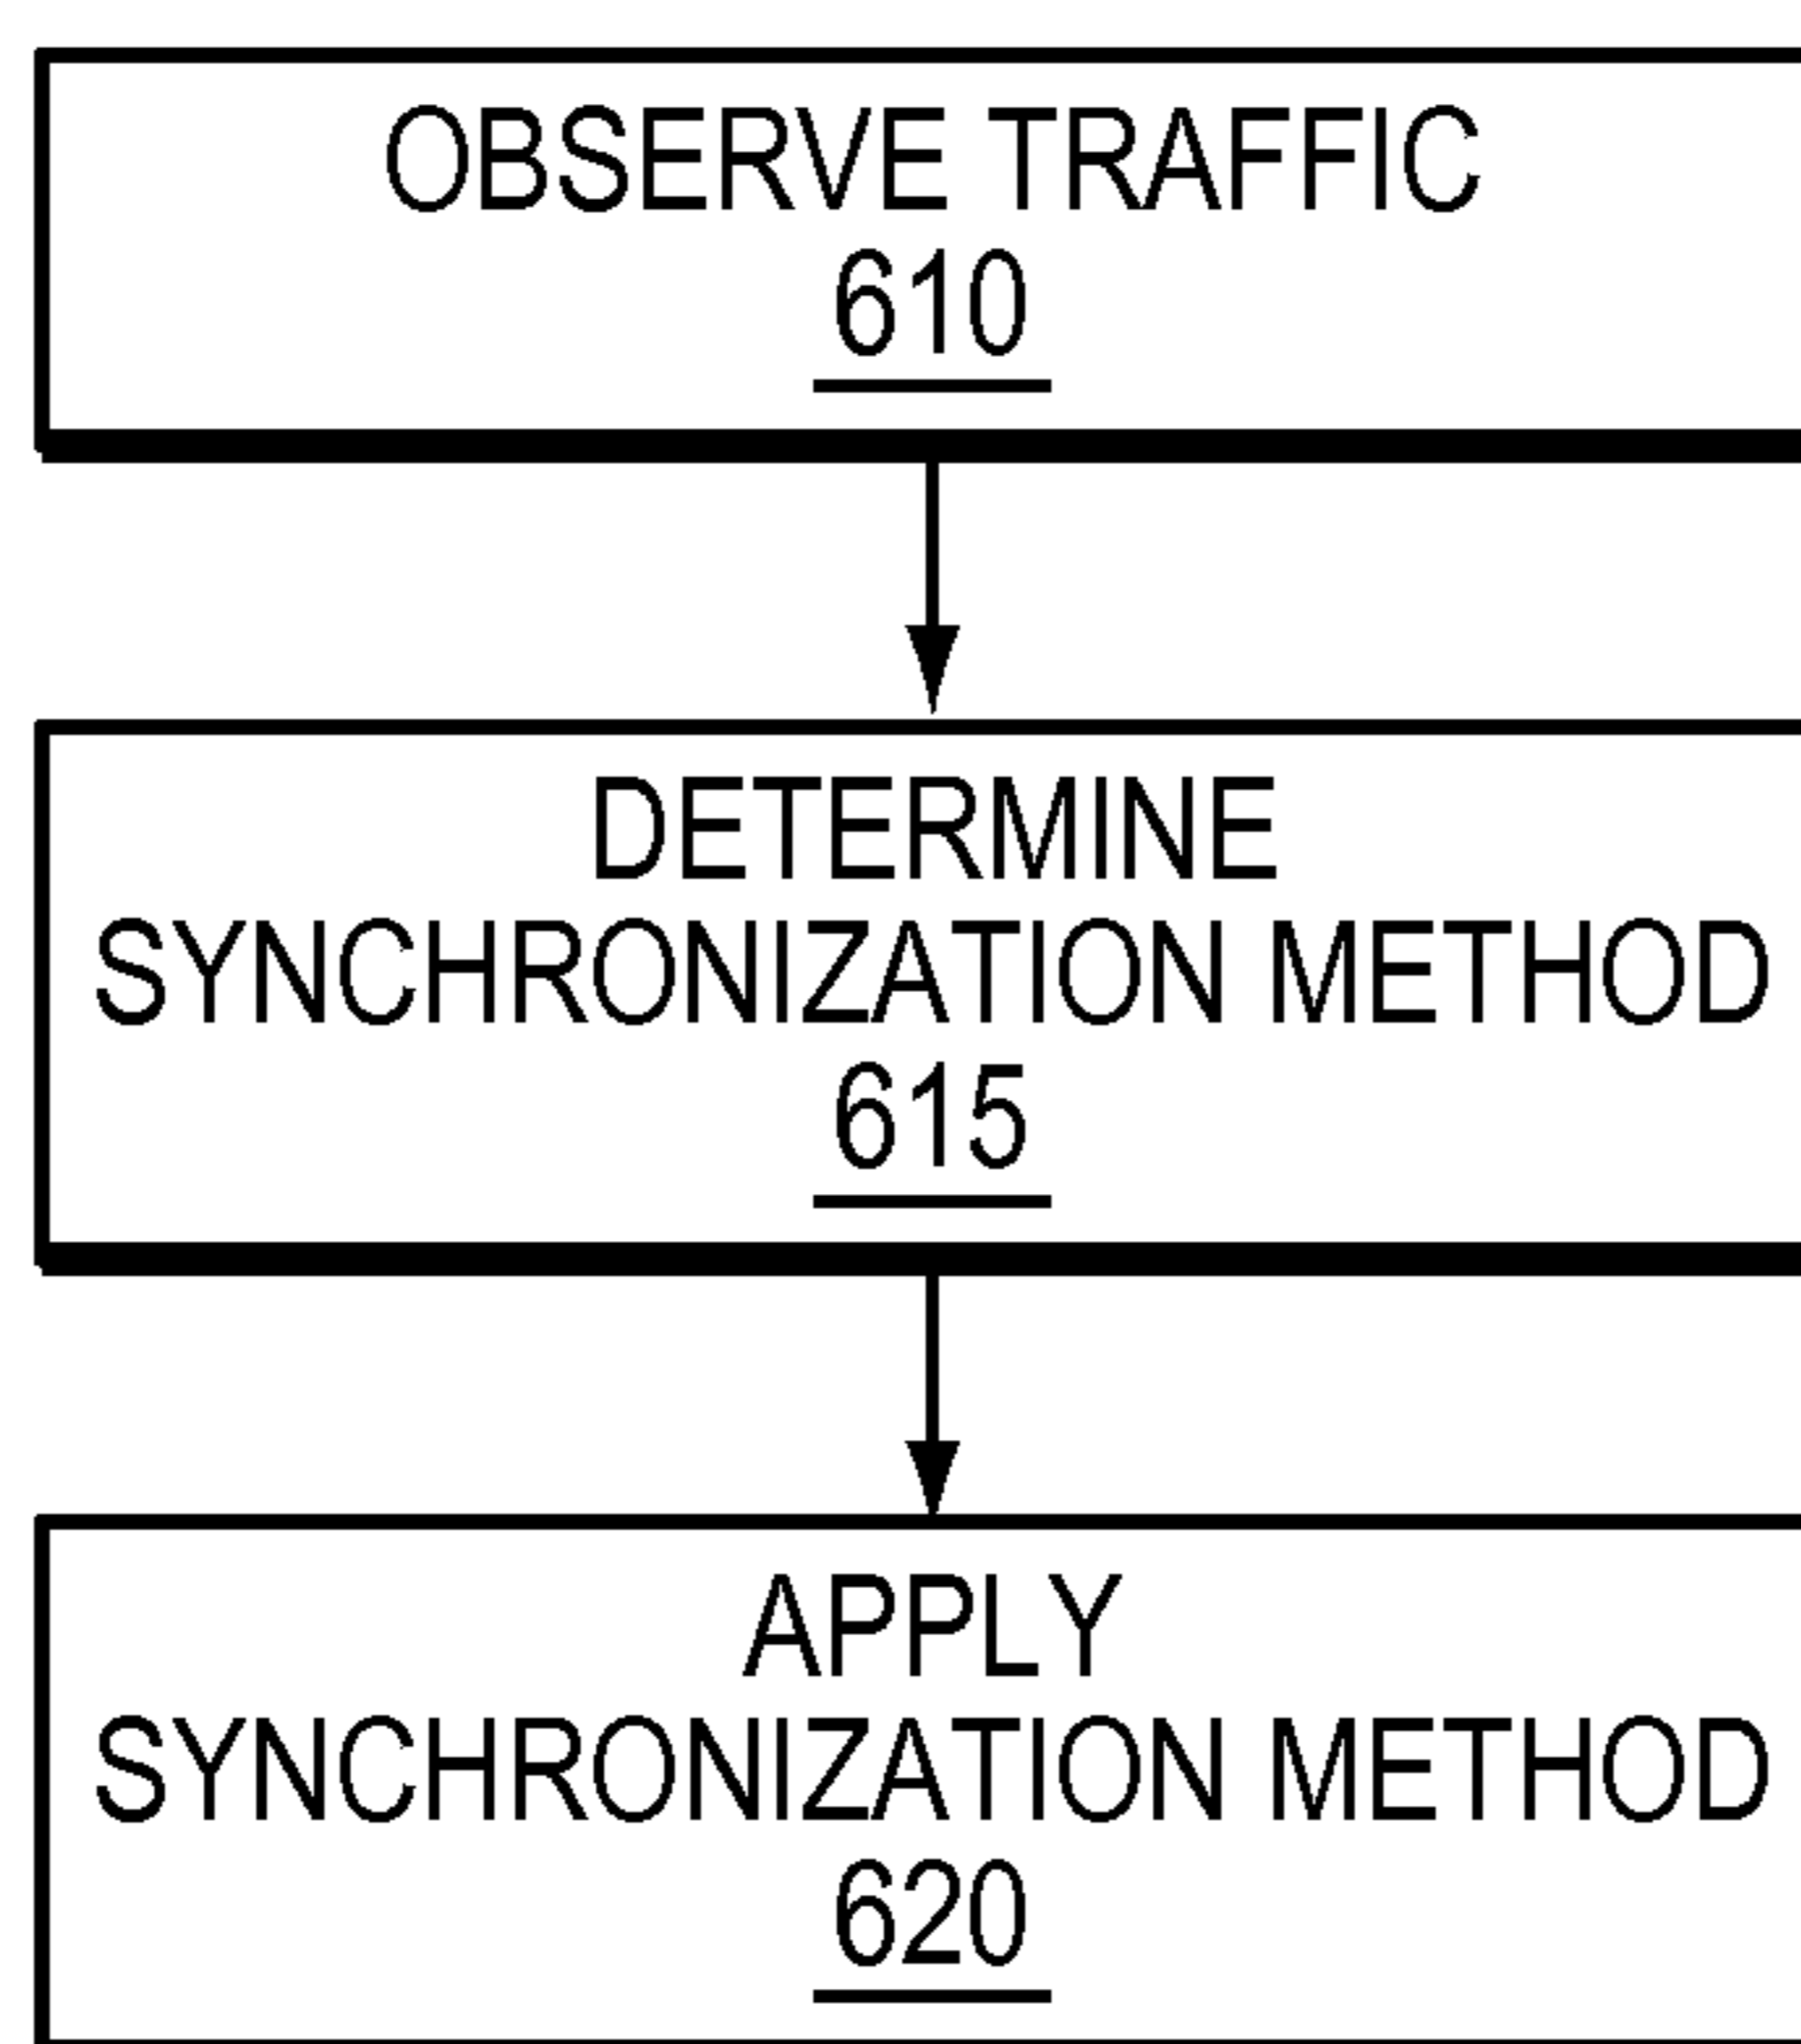 OBSERVE TRAFFIC
610
DETERMINE
SYNCHRONIZATION METHOD
615
APPLY
SYNCHRONIZATION METHOD
620